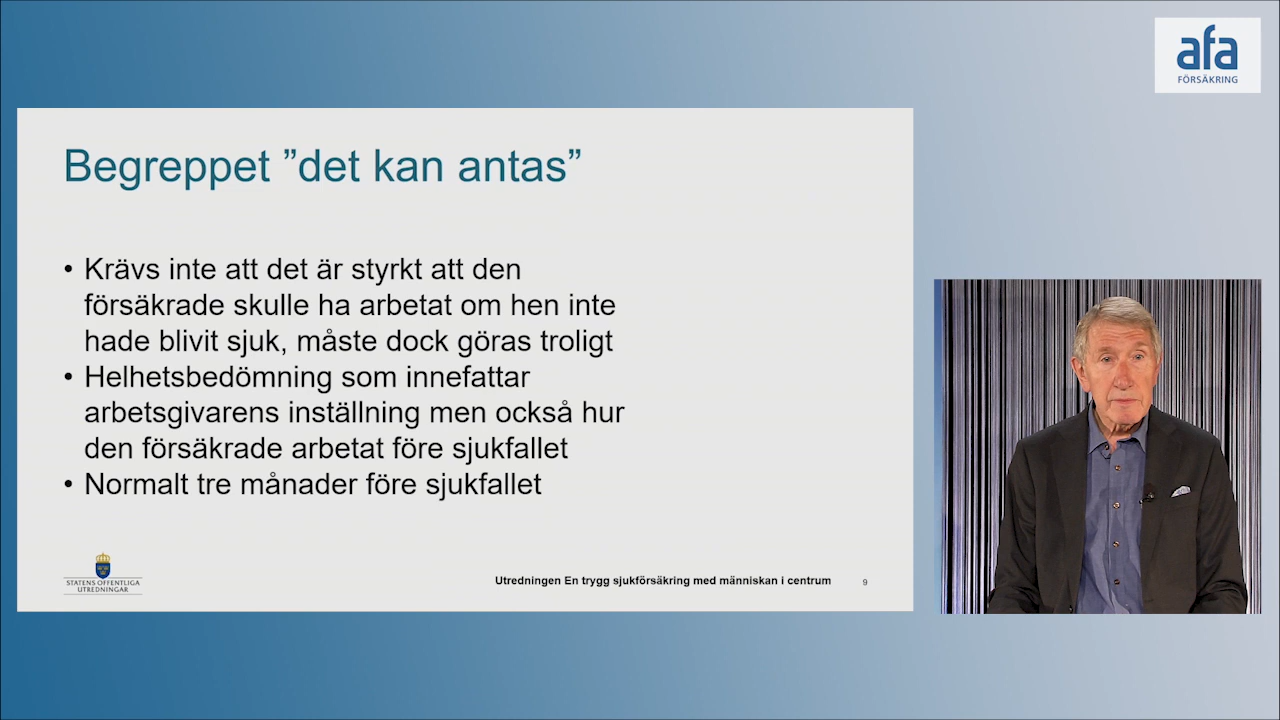 afa
FÖRSÄKRING
Begreppet ”det kan antas”
• Krävs inte att det är styrkt att den
försäkrade skulle ha arbetat om hen inte
hade blivit sjuk, måste dock göras troligt
• Helhetsbedömning som innefattar
arbetsgivarens inställning men också hur
den försäkrade arbetat före sjukfallet
• Normalt tre månader före sjukfallet
STATENS OFFENTLIGA
UTREDNINGAR
Utredningen En trygg sjukförsäkring med människan i centrum
9